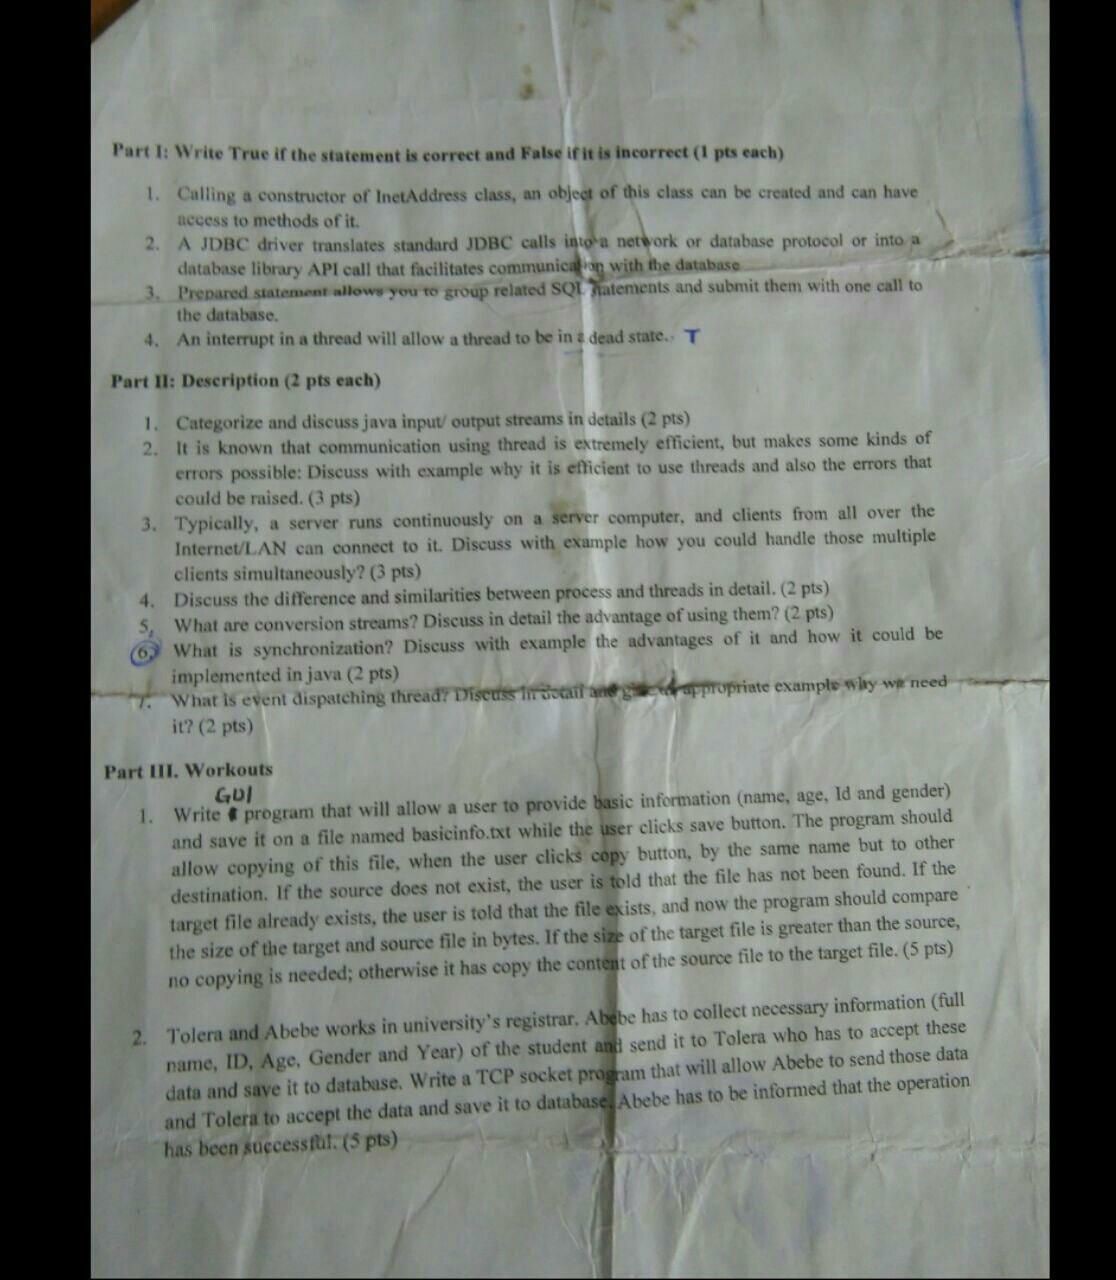 Part I: Write True if the statement is correct and False if it is incorrect (1 pts each)
1. Calling a constructor of InetAddress class, an object of this class can be created and can have
access to methods of it.
2. A JDBC driver translates standard JDBC calls into a network or database protocol or into a
database library API call that facilitates communication with the database
3. Prepared statement allows you to group related SQL statements and submit them with one call to
the database.
4. An interrupt in a thread will allow a thread to be in a dead state. T
Part II: Description (2 pts each)
1. Categorize and discuss java input/ output streams in details (2 pts)
2. It is known that communication using thread is extremely efficient, but makes some kinds of
errors possible: Discuss with example why it is efficient to use threads and also the errors that
could be raised. (3 pts)
3. Typically, a server runs continuously on a server computer, and clients from all over the
Internet/LAN can connect to it. Discuss with example how you could handle those multiple
clients simultaneously? (3 pts)
4. Discuss the difference and similarities between process and threads in detail. (2 pts)
5. What are conversion streams? Discuss in detail the advantage of using them? (2 pts)
6. What is synchronization? Discuss with example the advantages of it and how it could be
implemented in java (2 pts)
7. What is event dispatching thread? Discuss in detail and appropriate example why we need
it? (2 pts)
Part III. Workouts
GUI
1. Write program that will allow a user to provide basic information (name, age, Id and gender)
and save it on a file named basicinfo.txt while the user clicks save button. The program should
allow copying of this file, when the user clicks copy button, by the same name but to other
destination. If the source does not exist, the user is told that the file has not been found. If the
target file already exists, the user is told that the file exists, and now the program should compare
the size of the target and source file in bytes. If the size of the target file is greater than the source,
no copying is needed; otherwise it has copy the content of the source file to the target file. (5 pts)
2. Tolera and Abebe works in university's registrar. Abebe has to collect necessary information (full
name, ID, Age, Gender and Year) of the student and send it to Tolera who has to accept these
data and save it to database. Write a TCP socket program that will allow Abebe to send those data
and Tolera to accept the data and save it to database. Abebe has to be informed that the operation
has been successful. (5 pts)